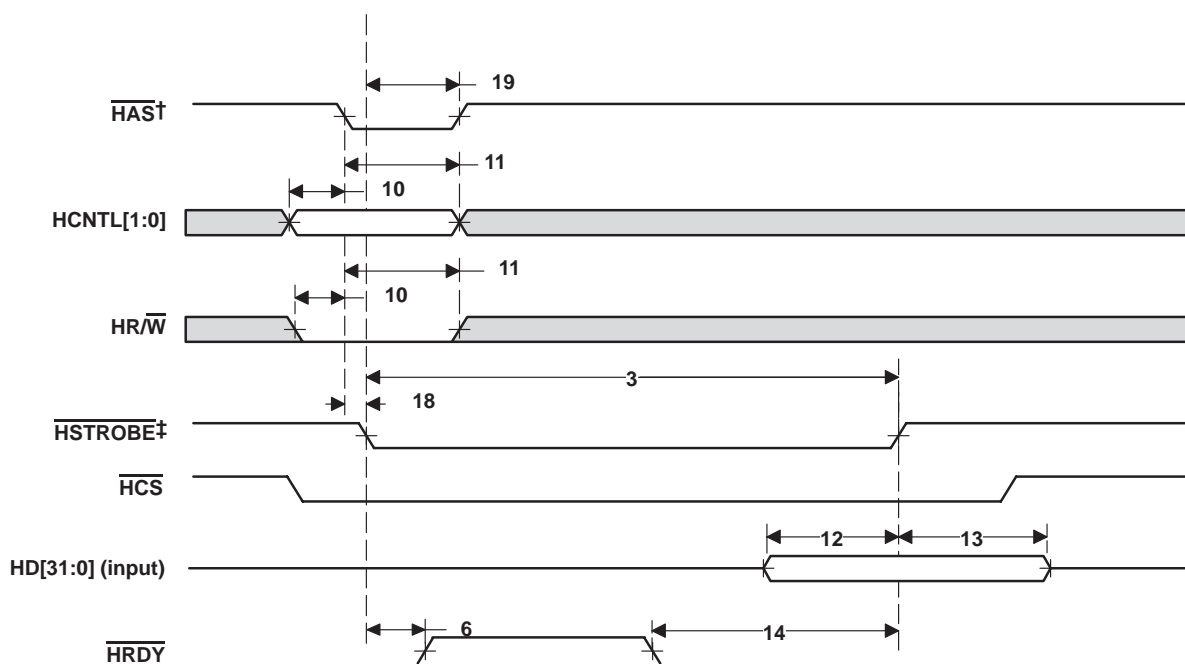 19
HAS†
11
10
HCNTL[1:0]
11
10
HR/W
3
18
HSTROBE‡
HCS
12
13
HD[31:0] (input)
6
14
HRDY